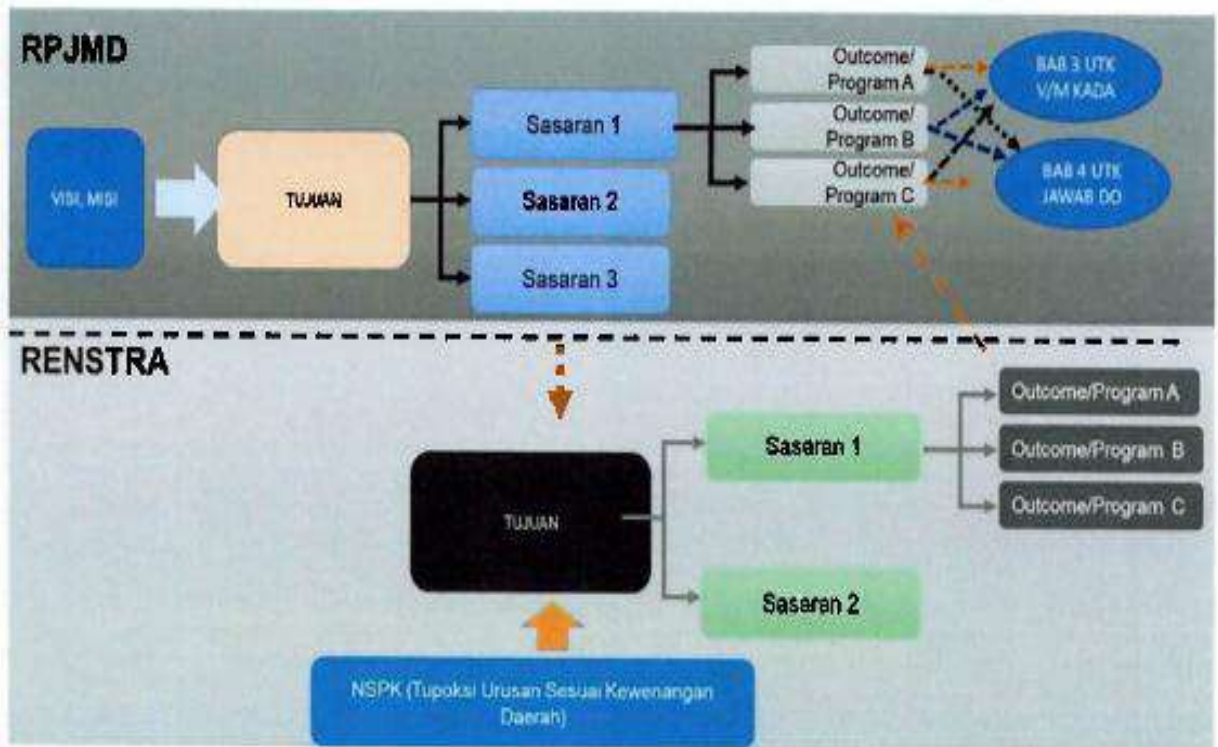 RPJMD
VISI, MISI
TUJUAN
Sasaran 1
Sasaran 2
Sasaran 3
Outcome/
Program A
Outcome/
Program B
Outcome/
Program C
BAB 3 UTK
V/M KADA
BAB 4 UTK
JAWAB DO
RENSTRA
TUJUAN
Sasaran 1
Sasaran 2
Outcome/Program A
Outcome/Program B
Outcome/Program C
NSPK (Tupoksi Urusan Sesuai Kewenangan
Daerah)